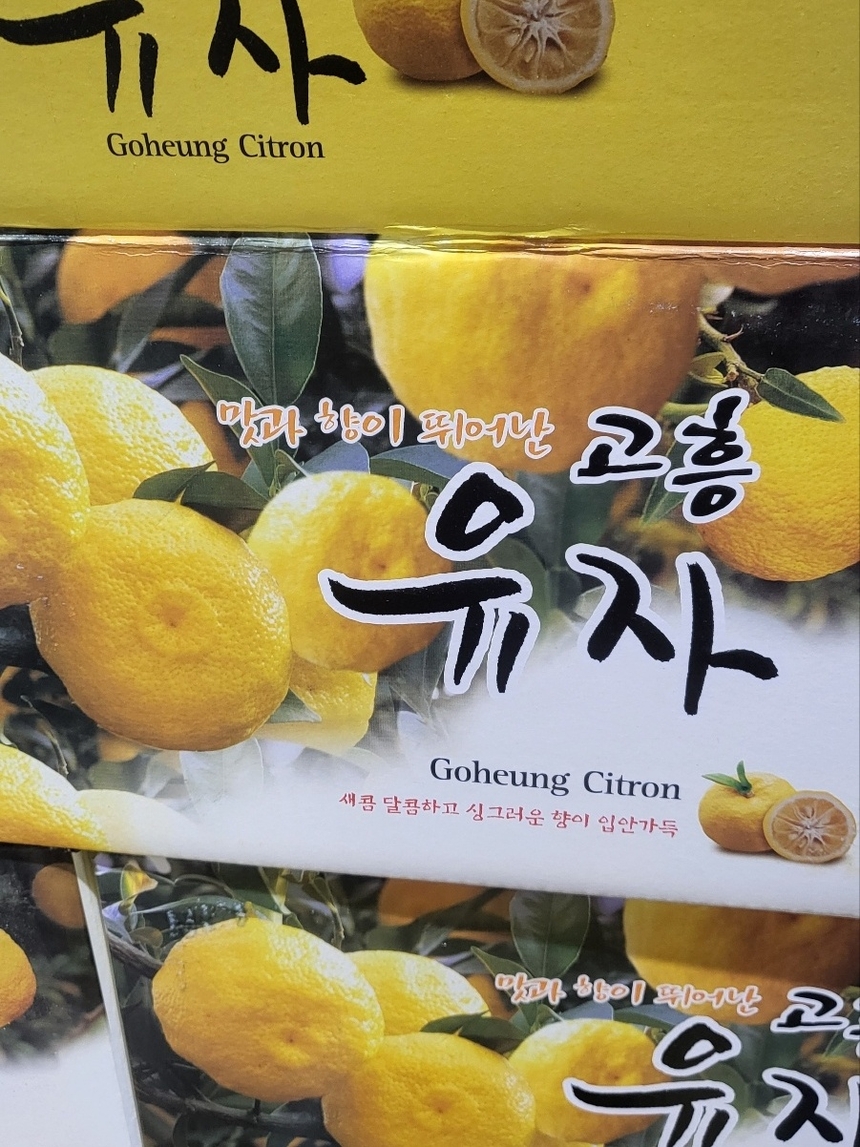 유자
Goheung Citron
맛과 향이 뛰어난 고흥
유자
Goheung Citron
새콤 달콤하고 싱그러운 향이 입안가득
맛과 향이 뛰어난
유자